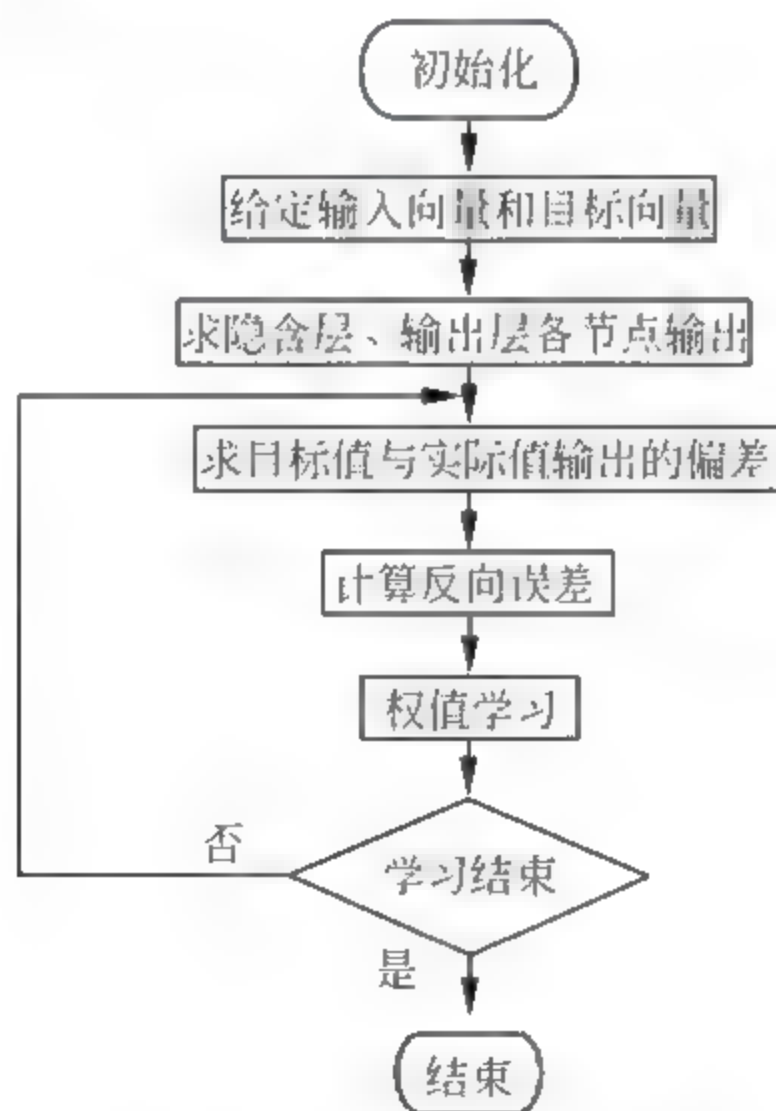 初始化
给定输入向量和目标向量
求隐含层、输出层各节点输出
求目标值与实际值输出的偏差
计算反向误差
权值学习
否
学习结束
是
结束